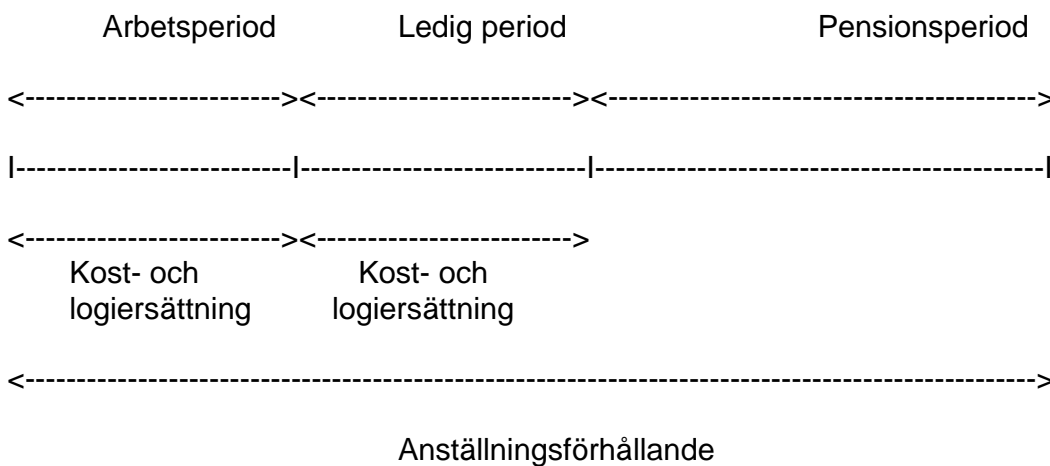 Arbetsperiod Ledig period Pensionsperiod
<---------------------------><---------------------------><-------------------------------------------->
I----------------------------I-----------------------------I---------------------------------------------I
<---------------------------><--------------------------->
Kost- och Kost- och
logiersättning logiersättning
<------------------------------------------------------------------------------------------------------>
Anställningsförhållande